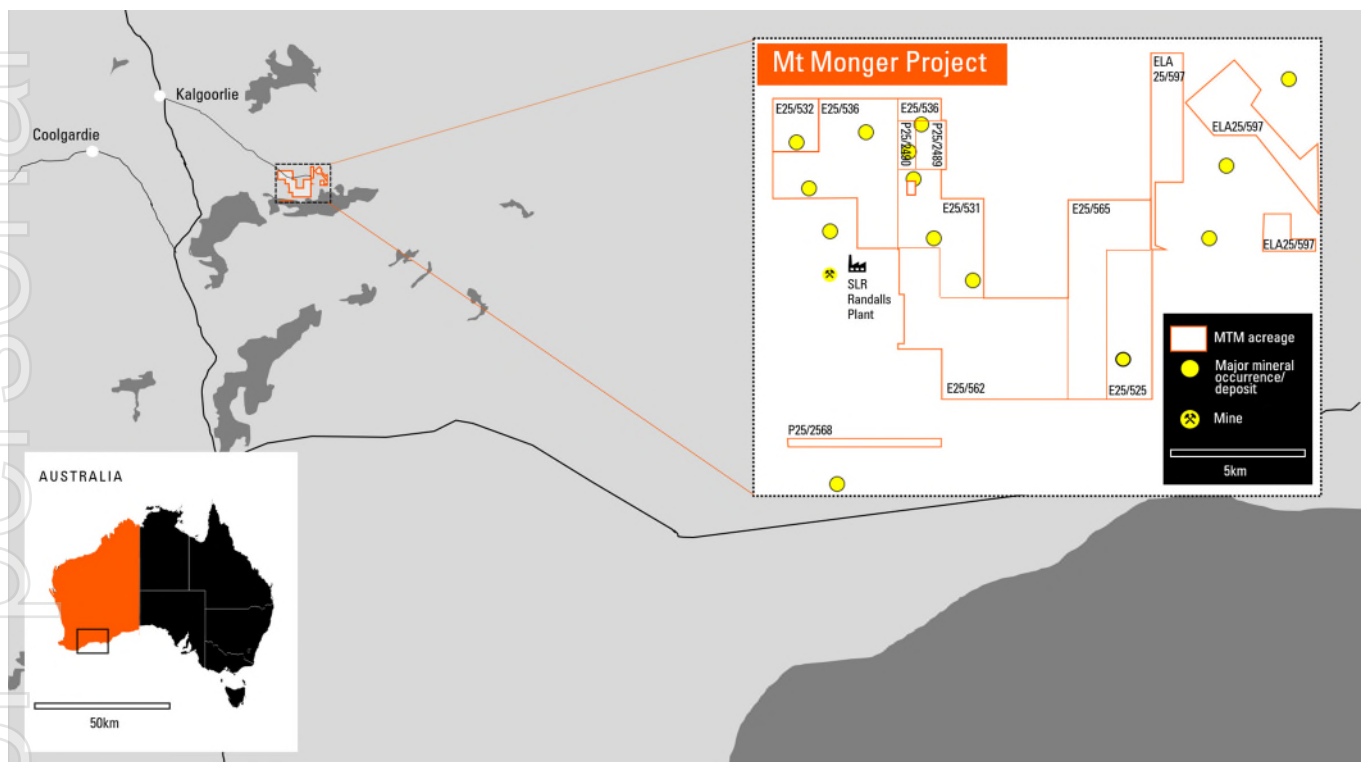 Kalgoorlie
Coolgardie
Mt Monger Project
ELA
25/597
E25/532
E25/536
E25/536
P25/2490
P25/2489
ELA25/597
E25/531
E25/565
ELA25/597
SLR
Randalls
Plant
E25/562
E25/525
P25/2568
MTM acreage
Major mineral
occurrence/
deposit
Mine
5km
AUSTRALIA
50km